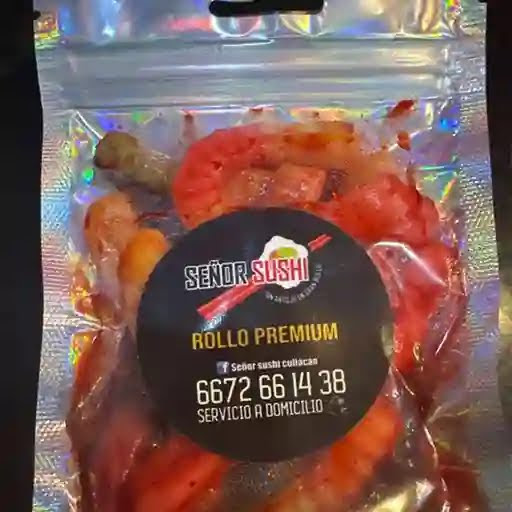 SEÑOR SUSHI
ROLLO PREMIUM
Señor sushi culiacan
6672 66 14 38
SERVICIO A DOMICILIO